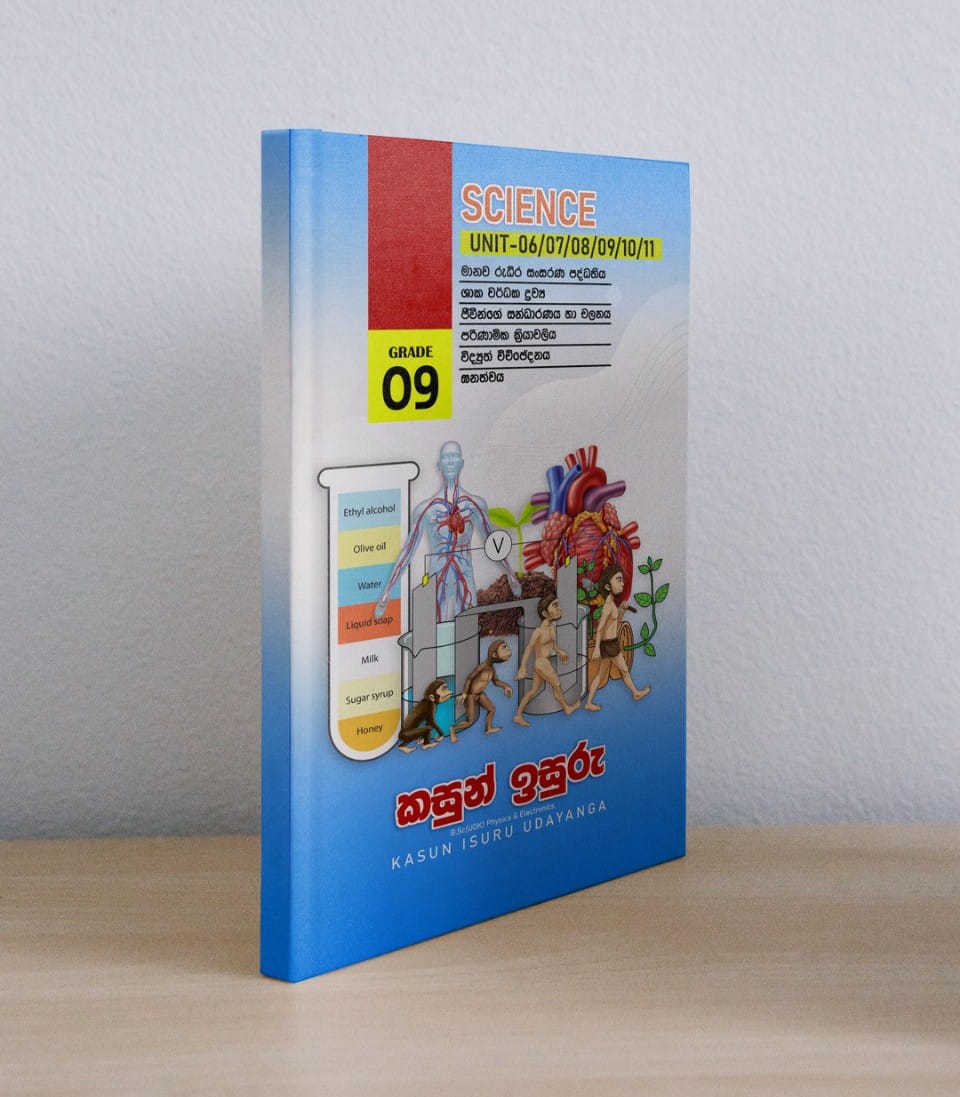 SCIENCE
UNIT-06/07/08/09/10/11
මානව රුධිර සංසරණ පද්ධතිය
ශාක වර්ධක ද්‍රව්‍ය
ජීවින්ගේ සන්ධාරණය හා චලනය
පරිණාමික ක්‍රියාවලිය
විද්‍යුත් විච්ඡේදනය
ඝනත්වය
GRADE
09
Ethyl alcohol
Olive oil
Water
Liquid soap
Milk
Sugar syrup
Honey
V
කසුන් ඉසුරු
B.Sc(UOK) Physics & Electronics
KASUN ISURU UDAYANGA